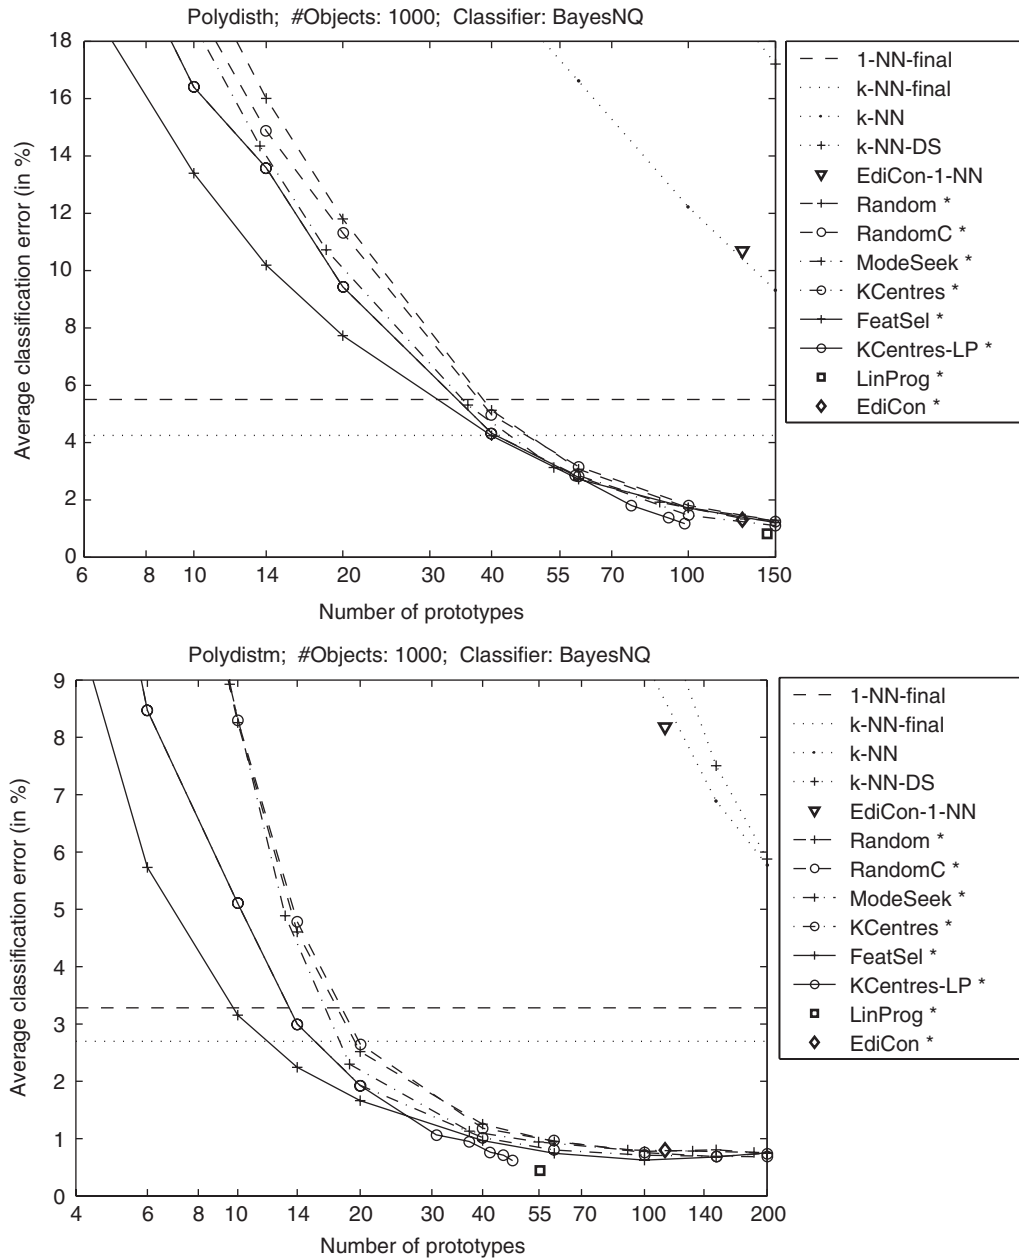 Polydisth; #Objects: 1000; Classifier: BayesNQ
18
16
14
12
10
8
6
4
2
0
Average classification error (in %)
6 8 10 14 20 30 40 55 70 100 150
Number of prototypes
1-NN-final
k-NN-final
k-NN
k-NN-DS
EdiCon-1-NN
Random *
RandomC *
ModeSeek *
KCentres *
FeatSel *
KCentres-LP *
LinProg *
EdiCon *
Polydistm; #Objects: 1000; Classifier: BayesNQ
9
8
7
6
5
4
3
2
1
0
Average classification error (in %)
4 6 10 14 20 30 40 55 70 100 140 200
Number of prototypes
1-NN-final
k-NN-final
k-NN
k-NN-DS
EdiCon-1-NN
Random *
RandomC *
ModeSeek *
KCentres *
FeatSel *
KCentres-LP *
LinProg *
EdiCon *